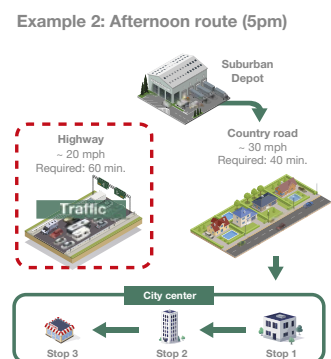 Example 2: Afternoon route (5pm)
Suburban
Depot
Highway
~ 20 mph
Required: 60 min.
Country road
~ 30 mph
Required: 40 min.
Traffic
City center
Stop 3
Stop 2
Stop 1